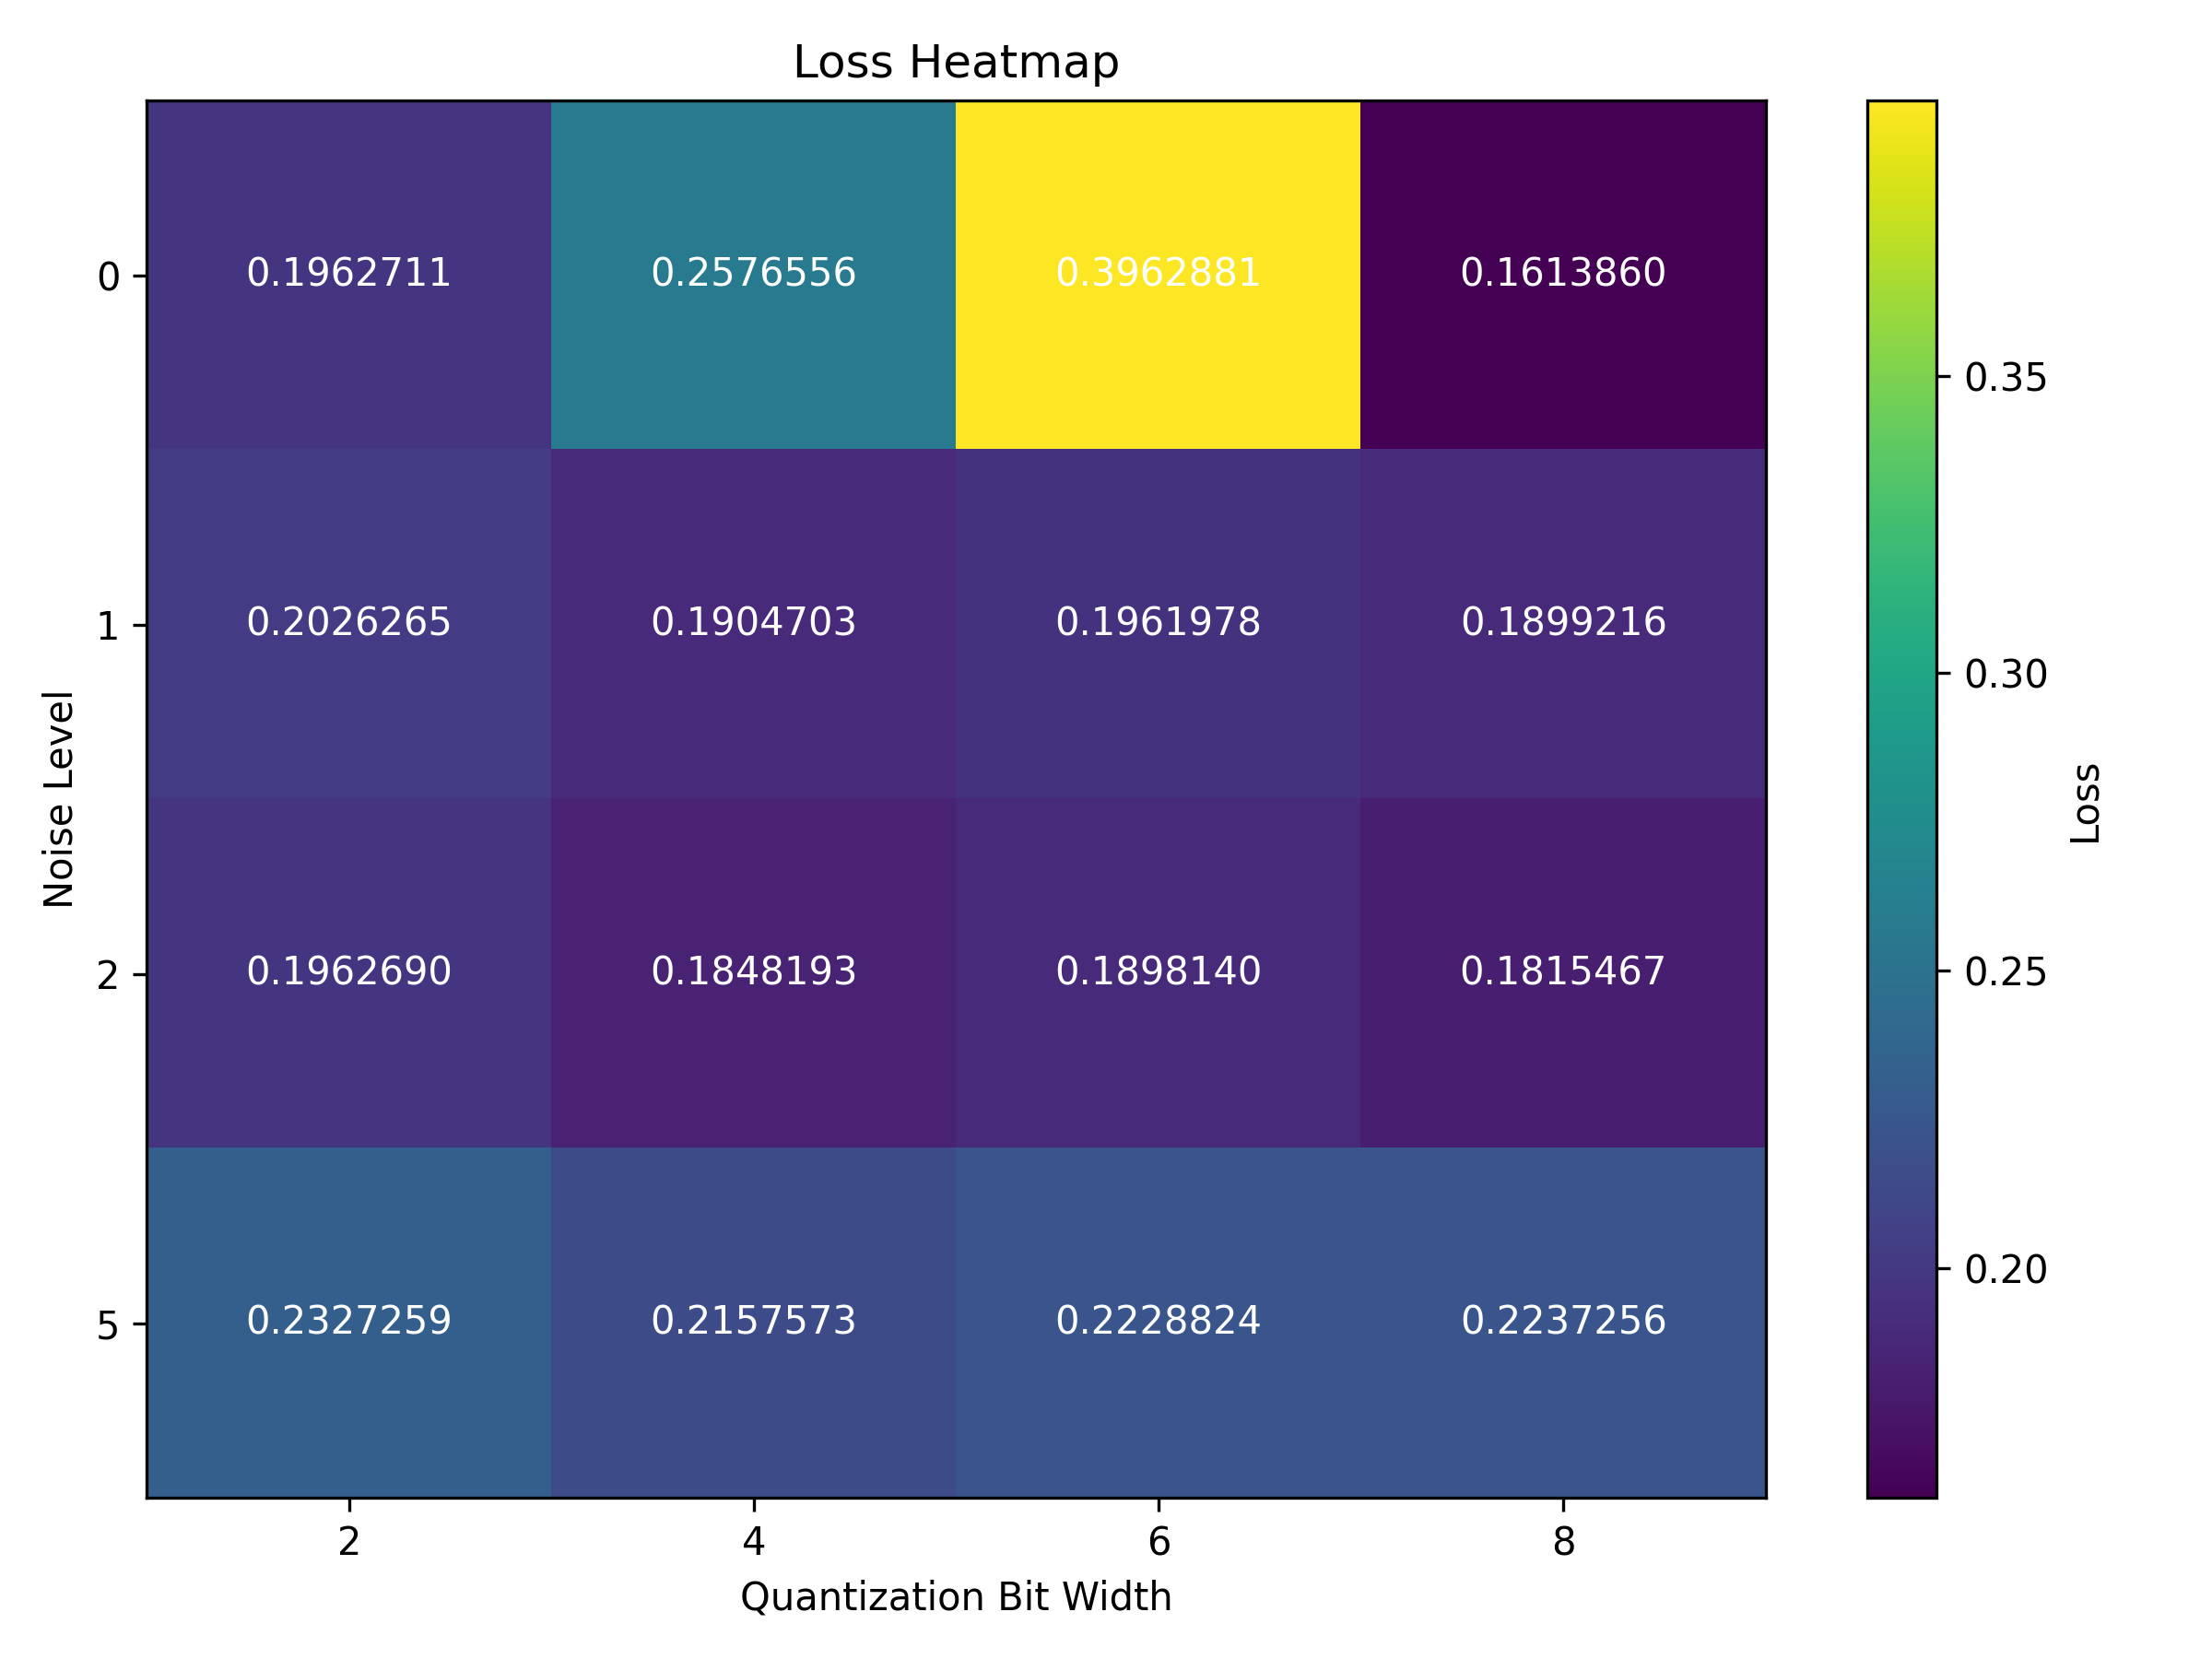 Loss Heatmap
0 0.1962711 0.2576556 0.3962881 0.1613860
0.35
1 0.2026265 0.1904703 0.1961978 0.1899216
0.30
Noise Level
Loss
2 0.1962690 0.1848193 0.1898140 0.1815467
0.25
0.20
5 0.2327259 0.2157573 0.2228824 0.2237256
2 4 6 8
Quantization Bit Width